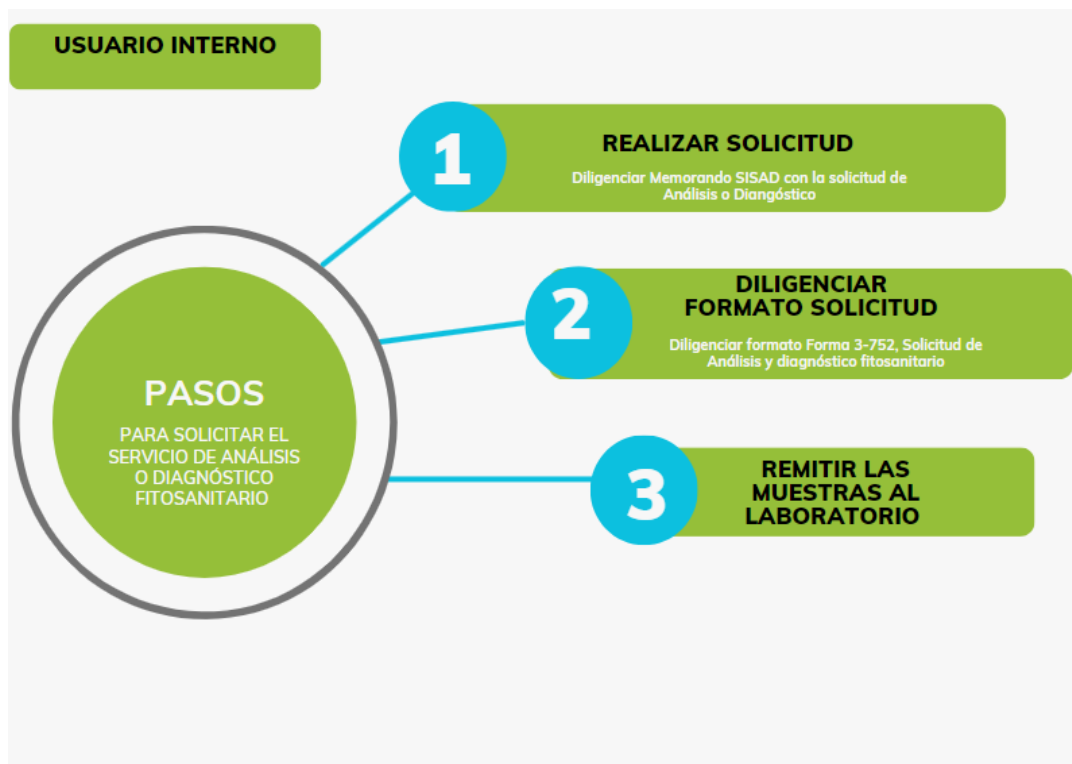 USUARIO INTERNO
1
REALIZAR SOLICITUD
Diligenciar Memorando SISAD con la solicitud de
Análisis o Diangóstico
2
DILIGENCIAR
FORMATO SOLICITUD
Diligenciar formato Forma 3-752, Solicitud de
Análisis y diagnóstico fitosanitario
PASOS
PARA SOLICITAR EL
SERVICIO DE ANÁLISIS
O DIAGNÓSTICO
FITOSANITARIO
3
REMITIR LAS
MUESTRAS AL
LABORATORIO